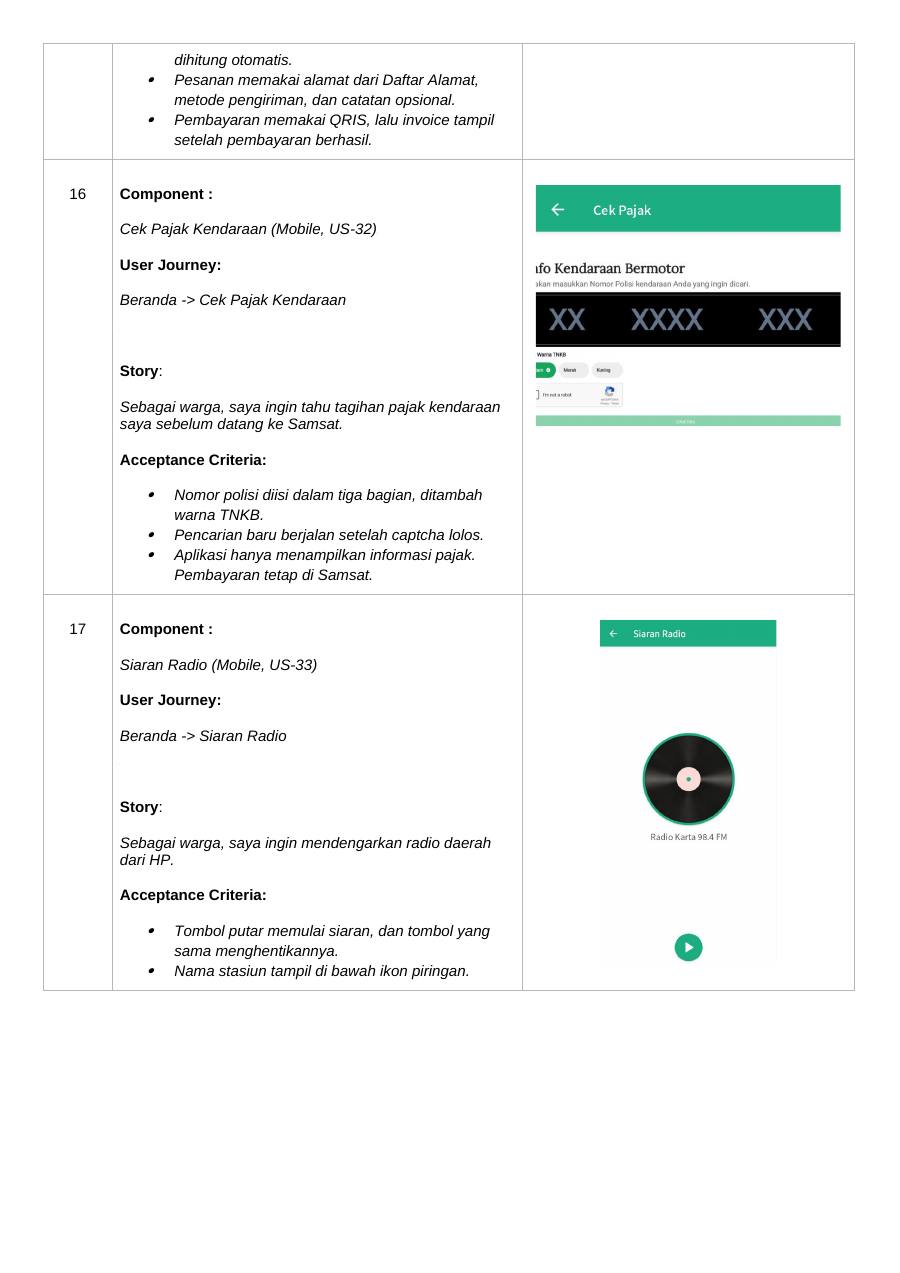 dihitung otomatis.
• Pesanan memakai alamat dari Daftar Alamat,
metode pengiriman, dan catatan opsional.
• Pembayaran memakai QRIS, lalu invoice tampil
setelah pembayaran berhasil.
16
Component :
Cek Pajak Kendaraan (Mobile, US-32)
User Journey:
Beranda -> Cek Pajak Kendaraan
Story:
Sebagai warga, saya ingin tahu tagihan pajak kendaraan
saya sebelum datang ke Samsat.
Acceptance Criteria:
• Nomor polisi diisi dalam tiga bagian, ditambah
warna TNKB.
• Pencarian baru berjalan setelah captcha lolos.
• Aplikasi hanya menampilkan informasi pajak.
Pembayaran tetap di Samsat.
Cek Pajak
nfo Kendaraan Bermotor
akan masukkan Nomor Polisi kendaraan Anda yang ingin dicari.
XX XXXX XXX
Warna TNKB
Merah Kuning
I'm not a robot
17
Component :
Siaran Radio (Mobile, US-33)
User Journey:
Beranda -> Siaran Radio
Story:
Sebagai warga, saya ingin mendengarkan radio daerah
dari HP.
Acceptance Criteria:
• Tombol putar memulai siaran, dan tombol yang
sama menghentikannya.
• Nama stasiun tampil di bawah ikon piringan.
Siaran Radio
Radio Karta 98.4 FM